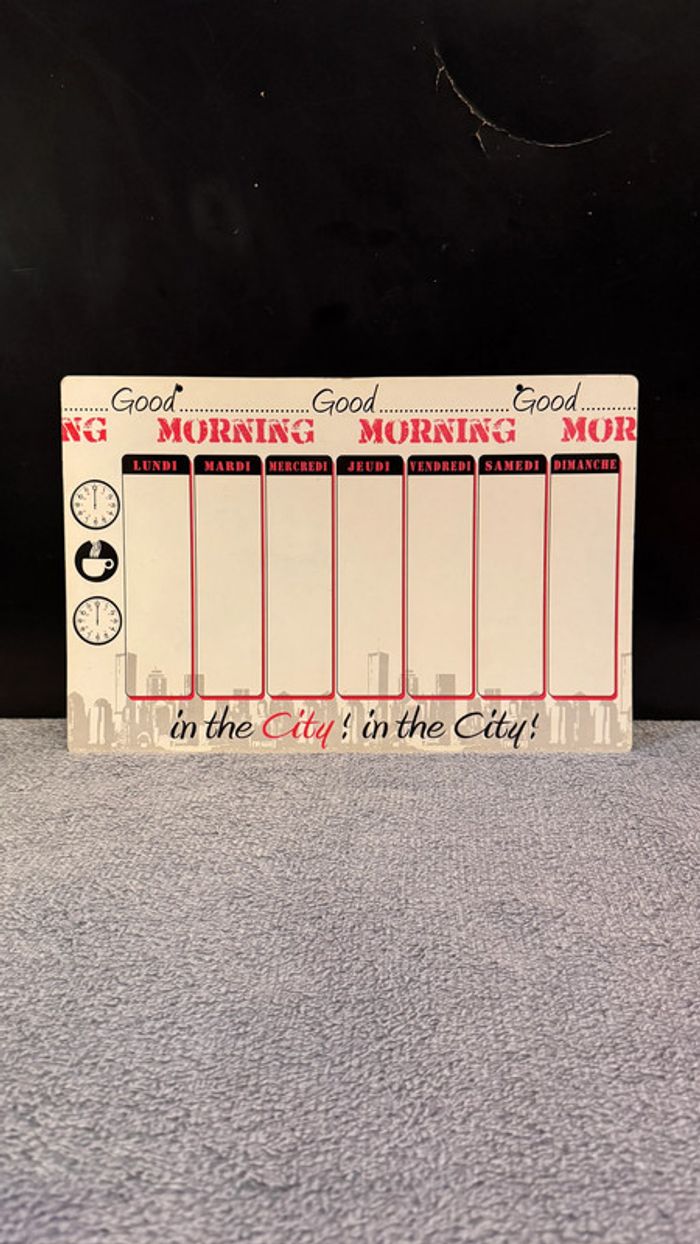 Good Good Good
NG MORNING MORNING MOR
LUNDI MARDI MERCREDI JEUDI VENDREDI SAMEDI DIMANCHE
in the City ! in the City !